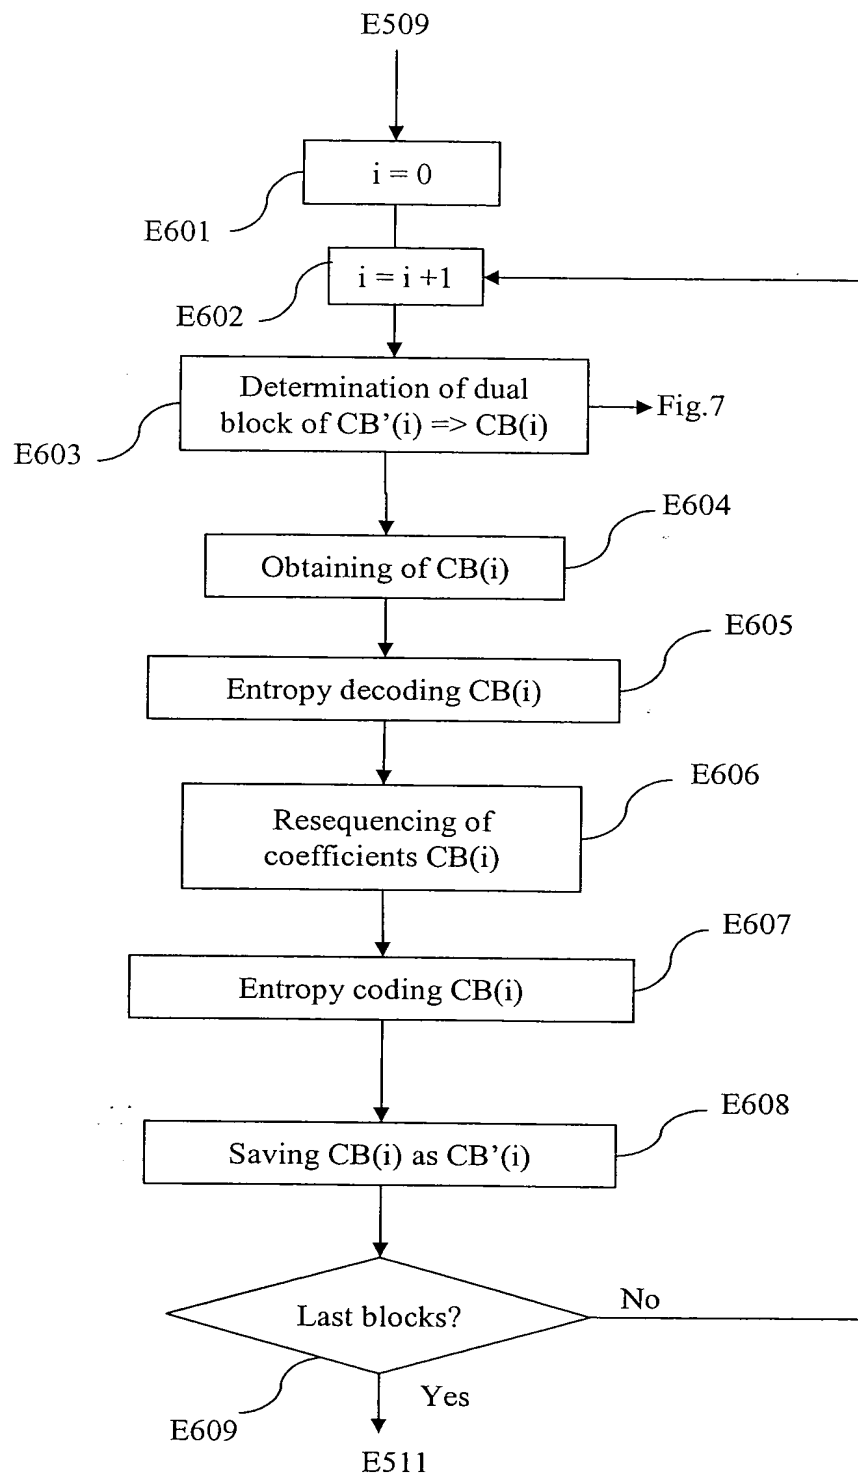 E509
i = 0
E601
i = i +1
E602
Determination of dual
block of CB’(i) => CB(i)
Fig.7
E603
E604
Obtaining of CB(i)
E605
Entropy decoding CB(i)
E606
Resequencing of
coefficients CB(i)
E607
Entropy coding CB(i)
E608
Saving CB(i) as CB’(i)
Last blocks?
No
Yes
E609
E511